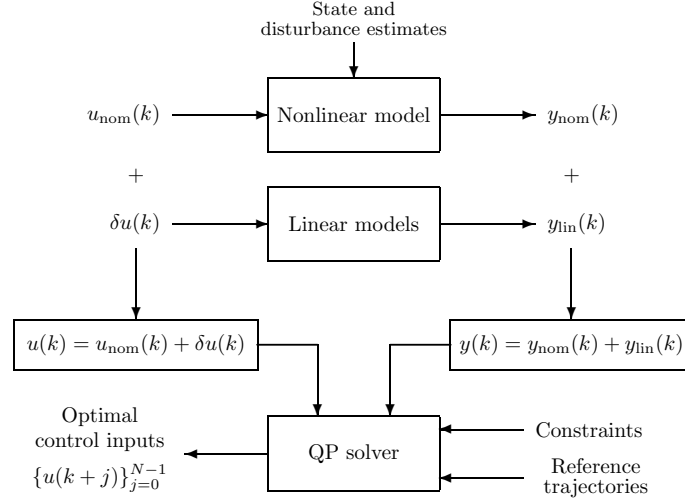 State and
disturbance estimates
u_nom(k)
Nonlinear model
y_nom(k)
+
+
δu(k)
Linear models
y_lin(k)
u(k) = u_nom(k) + δu(k)
y(k) = y_nom(k) + y_lin(k)
Optimal
control inputs
{u(k + j)}_{j=0}^{N−1}
QP solver
Constraints
Reference
trajectories